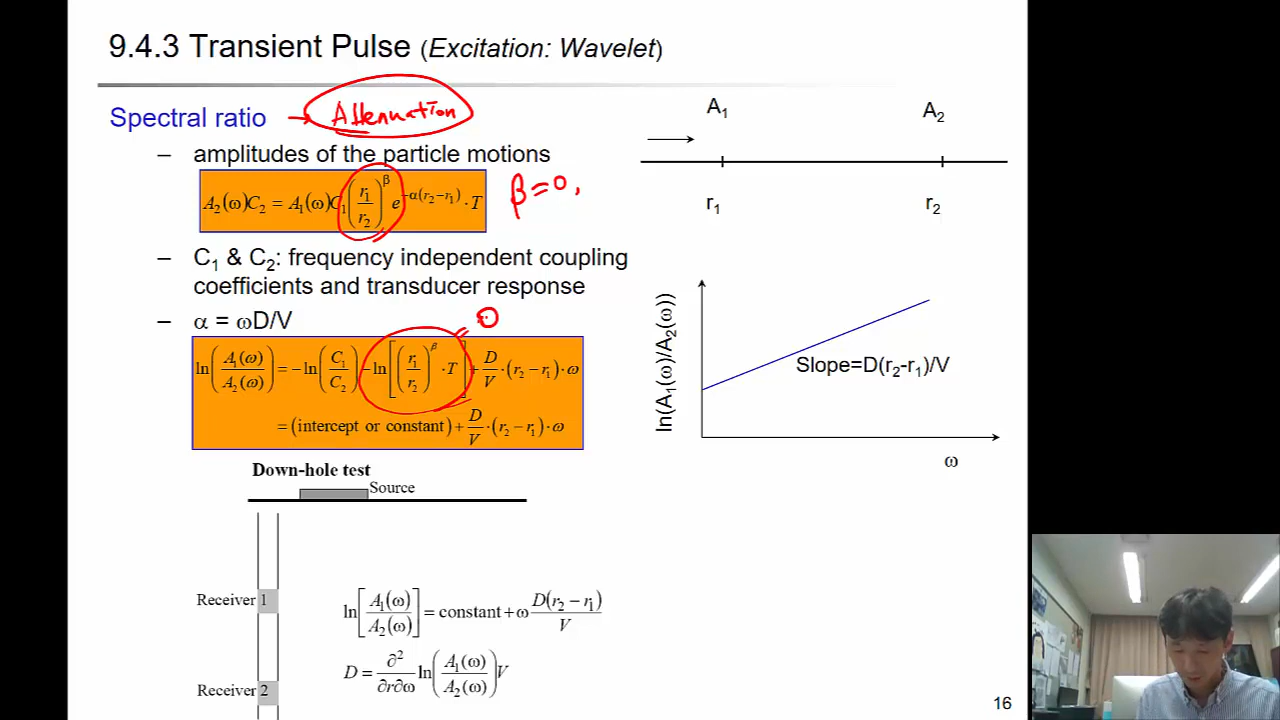 9.4.3 Transient Pulse (Excitation: Wavelet)
Spectral ratio → Attenuation
– amplitudes of the particle motions
A₂(ω)C₂ = A₁(ω)C₁(r₁/r₂)^β e^(−α(r₂−r₁)) · T
β=0,
– C₁ & C₂: frequency independent coupling
coefficients and transducer response
– α = ωD/V
= 0
ln(A₁(ω)/A₂(ω)) = −ln(C₁/C₂) − ln[(r₁/r₂)^β · T] + D/V · (r₂ − r₁) · ω
= (intercept or constant) + D/V · (r₂ − r₁) · ω
Down-hole test
Source
Receiver 1
Receiver 2
ln[A₁(ω)/A₂(ω)] = constant + ω D(r₂ − r₁)/V
D = ∂²/∂r∂ω ln(A₁(ω)/A₂(ω)) V
A₁
A₂
r₁
r₂
ln(A₁(ω)/A₂(ω))
Slope=D(r₂-r₁)/V
ω
16